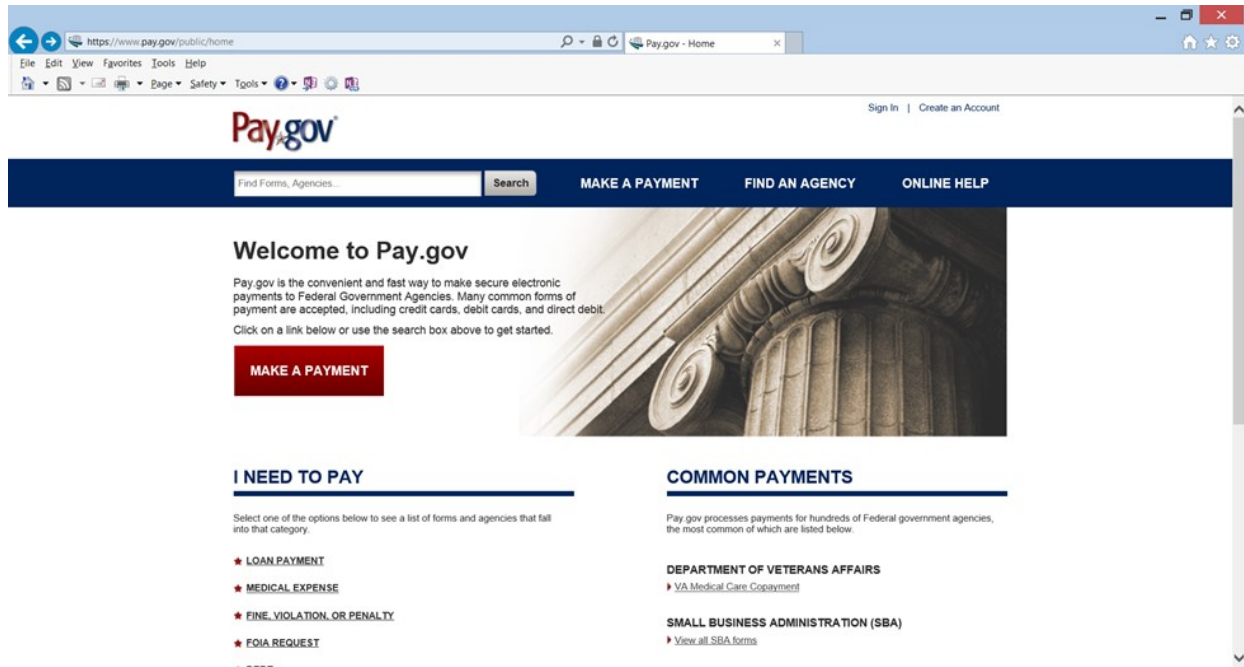 https://www.pay.gov/public/home
Pay.gov - Home
File Edit View Favorites Tools Help
Page Safety Tools
Sign In | Create an Account
Pay.gov
Find Forms, Agencies...
Search
MAKE A PAYMENT
FIND AN AGENCY
ONLINE HELP
Welcome to Pay.gov
Pay.gov is the convenient and fast way to make secure electronic
payments to Federal Government Agencies. Many common forms of
payment are accepted, including credit cards, debit cards, and direct debit.
Click on a link below or use the search box above to get started.
MAKE A PAYMENT
I NEED TO PAY
Select one of the options below to see a list of forms and agencies that fall
into that category.
LOAN PAYMENT
MEDICAL EXPENSE
FINE, VIOLATION, OR PENALTY
FOIA REQUEST
COMMON PAYMENTS
Pay.gov processes payments for hundreds of Federal government agencies,
the most common of which are listed below.
DEPARTMENT OF VETERANS AFFAIRS
VA Medical Care Copayment
SMALL BUSINESS ADMINISTRATION (SBA)
View all SBA forms